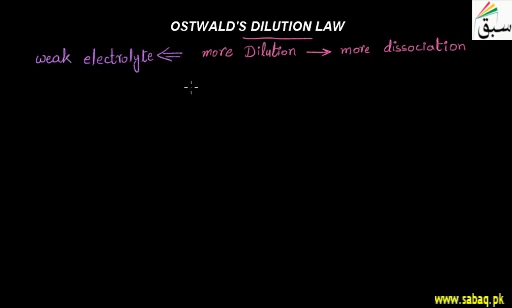 OSTWALD'S DILUTION LAW
weak electrolyte ⇐ more Dilution → more dissociation
سبق
www.sabaq.pk